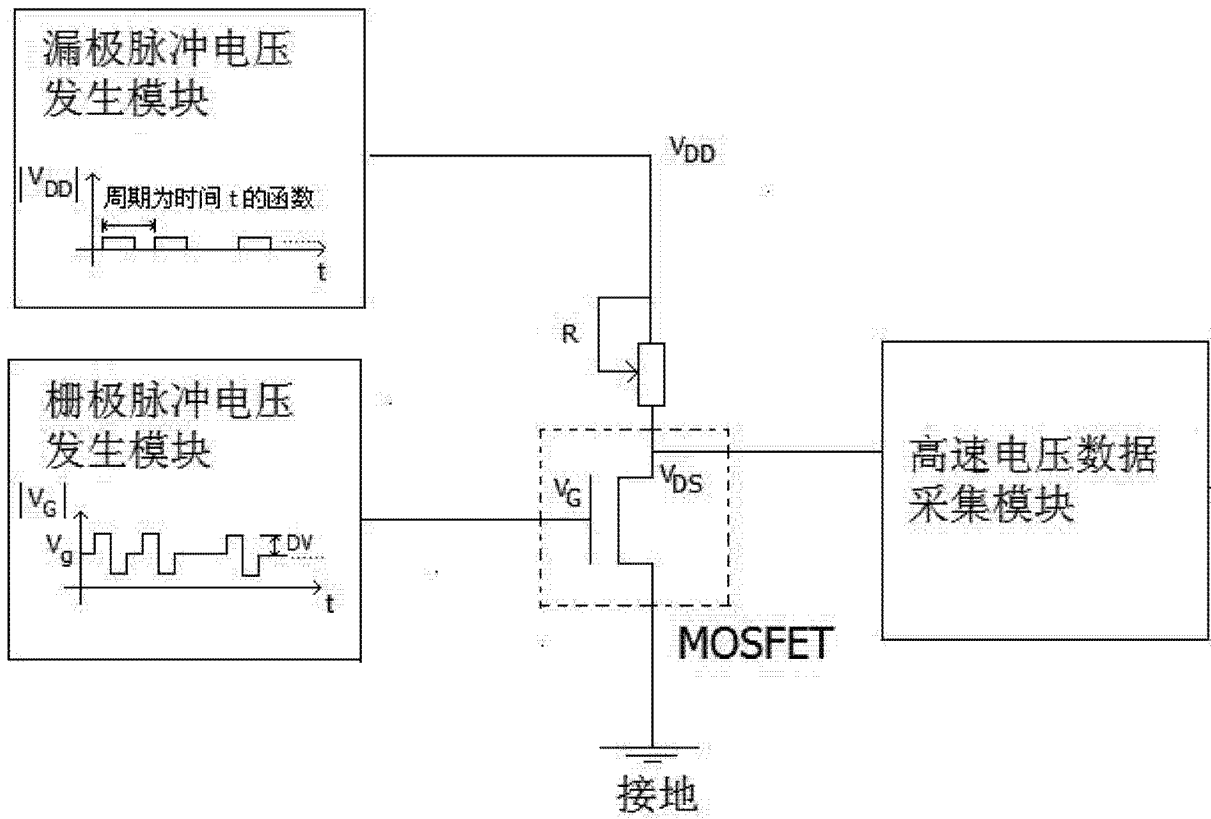 漏极脉冲电压
发生模块
|VDD|
周期为时间 t 的函数
t
VDD
R
栅极脉冲电压
发生模块
|VG|
Vg
DV
t
VG
VDS
MOSFET
高速电压数据
采集模块
接地